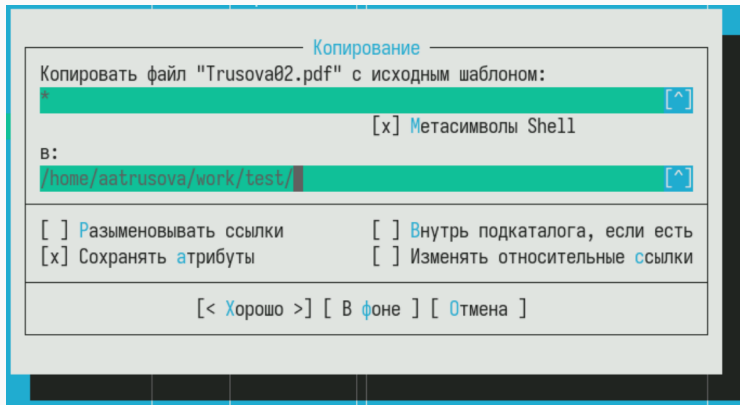 Копирование
Копировать файл "Trusova02.pdf" с исходным шаблоном:
* [^]
[x] Метасимволы Shell
в:
/home/aatrusova/work/test/ [^]
[ ] Разыменовывать ссылки [ ] Внутрь подкаталога, если есть
[x] Сохранять атрибуты [ ] Изменять относительные ссылки
[< Хорошо >] [ В фоне ] [ Отмена ]